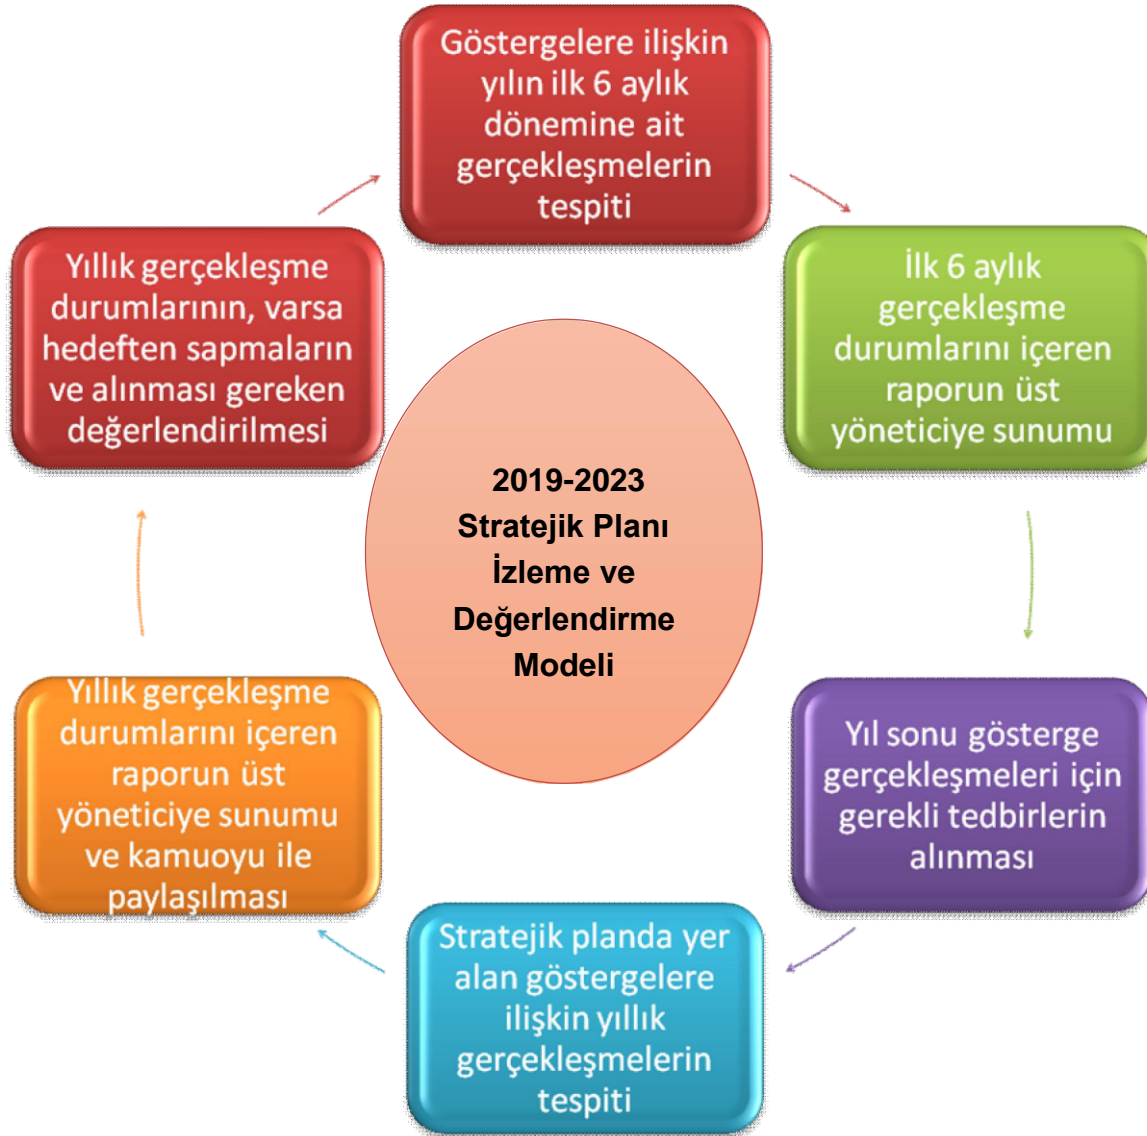 Göstergelere ilişkin
yılın ilk 6 aylık
dönemine ait
gerçekleşmelerin
tespiti
İlk 6 aylık
gerçekleşme
durumlarını içeren
raporun üst
yöneticiye sunumu
Yıl sonu gösterge
gerçekleşmeleri için
gerekli tedbirlerin
alınması
Stratejik planda yer
alan göstergelere
ilişkin yıllık
gerçekleşmelerin
tespiti
Yıllık gerçekleşme
durumlarını içeren
raporun üst
yöneticiye sunumu
ve kamuoyu ile
paylaşılması
Yıllık gerçekleşme
durumlarının, varsa
hedeften sapmaların
ve alınması gereken
değerlendirilmesi
2019-2023
Stratejik Planı
İzleme ve
Değerlendirme
Modeli